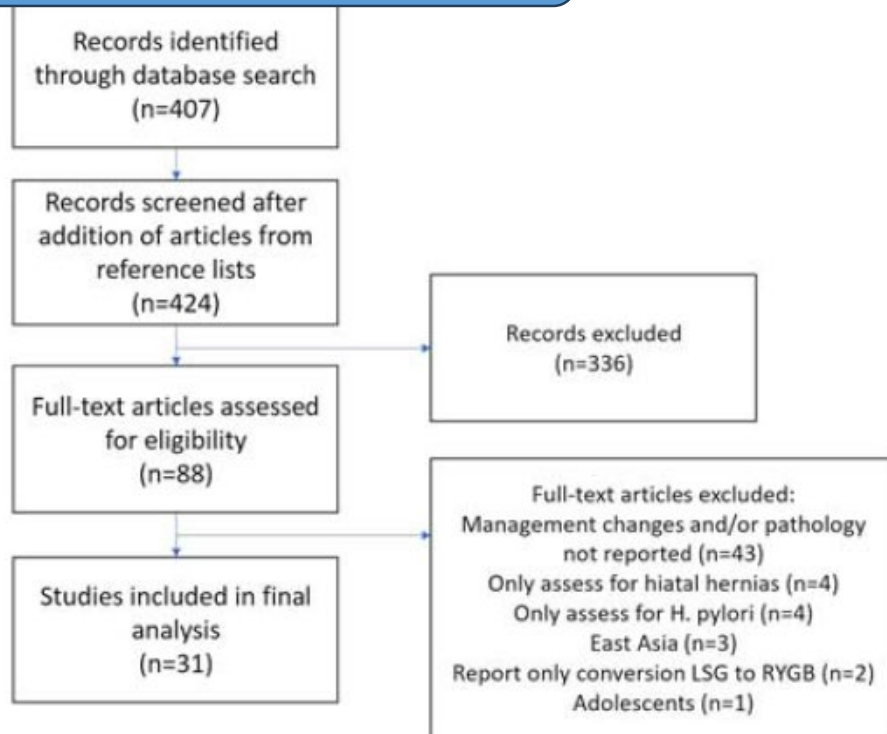 Records identified
through database search
(n=407)
Records screened after
addition of articles from
reference lists
(n=424)
Records excluded
(n=336)
Full-text articles assessed
for eligibility
(n=88)
Full-text articles excluded:
Management changes and/or pathology
not reported (n=43)
Only assess for hiatal hernias (n=4)
Only assess for H. pylori (n=4)
East Asia (n=3)
Report only conversion LSG to RYGB (n=2)
Adolescents (n=1)
Studies included in final
analysis
(n=31)